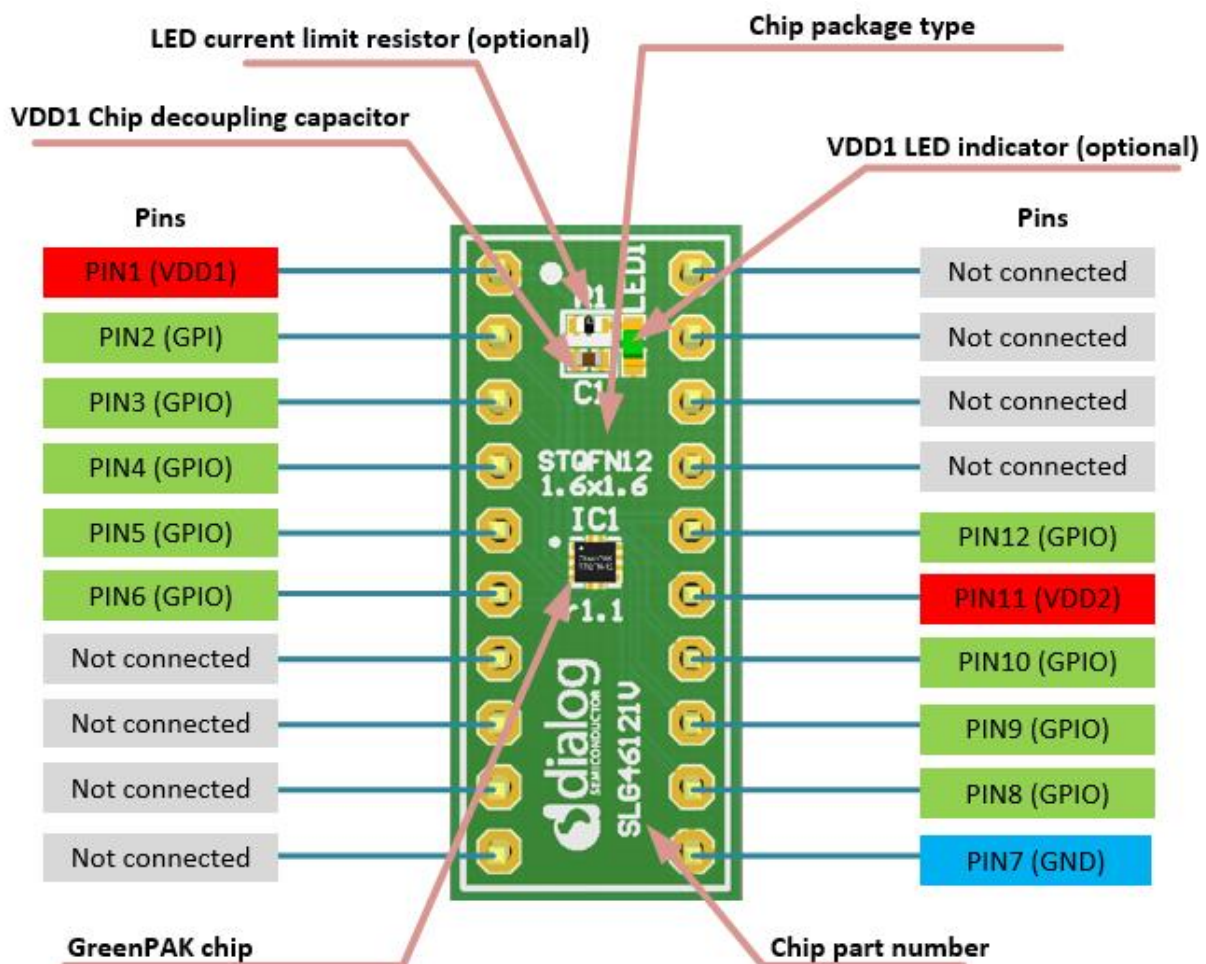 LED current limit resistor (optional)
Chip package type
VDD1 Chip decoupling capacitor
VDD1 LED indicator (optional)
Pins
Pins
PIN1 (VDD1)
PIN2 (GPI)
PIN3 (GPIO)
PIN4 (GPIO)
PIN5 (GPIO)
PIN6 (GPIO)
Not connected
Not connected
Not connected
Not connected
LED1
R1
C1
STQFN12
1.6x1.6
IC1
r1.1
dialog
SEMICONDUCTOR
SLG46121V
Not connected
Not connected
Not connected
Not connected
PIN12 (GPIO)
PIN11 (VDD2)
PIN10 (GPIO)
PIN9 (GPIO)
PIN8 (GPIO)
PIN7 (GND)
GreenPAK chip
Chip part number